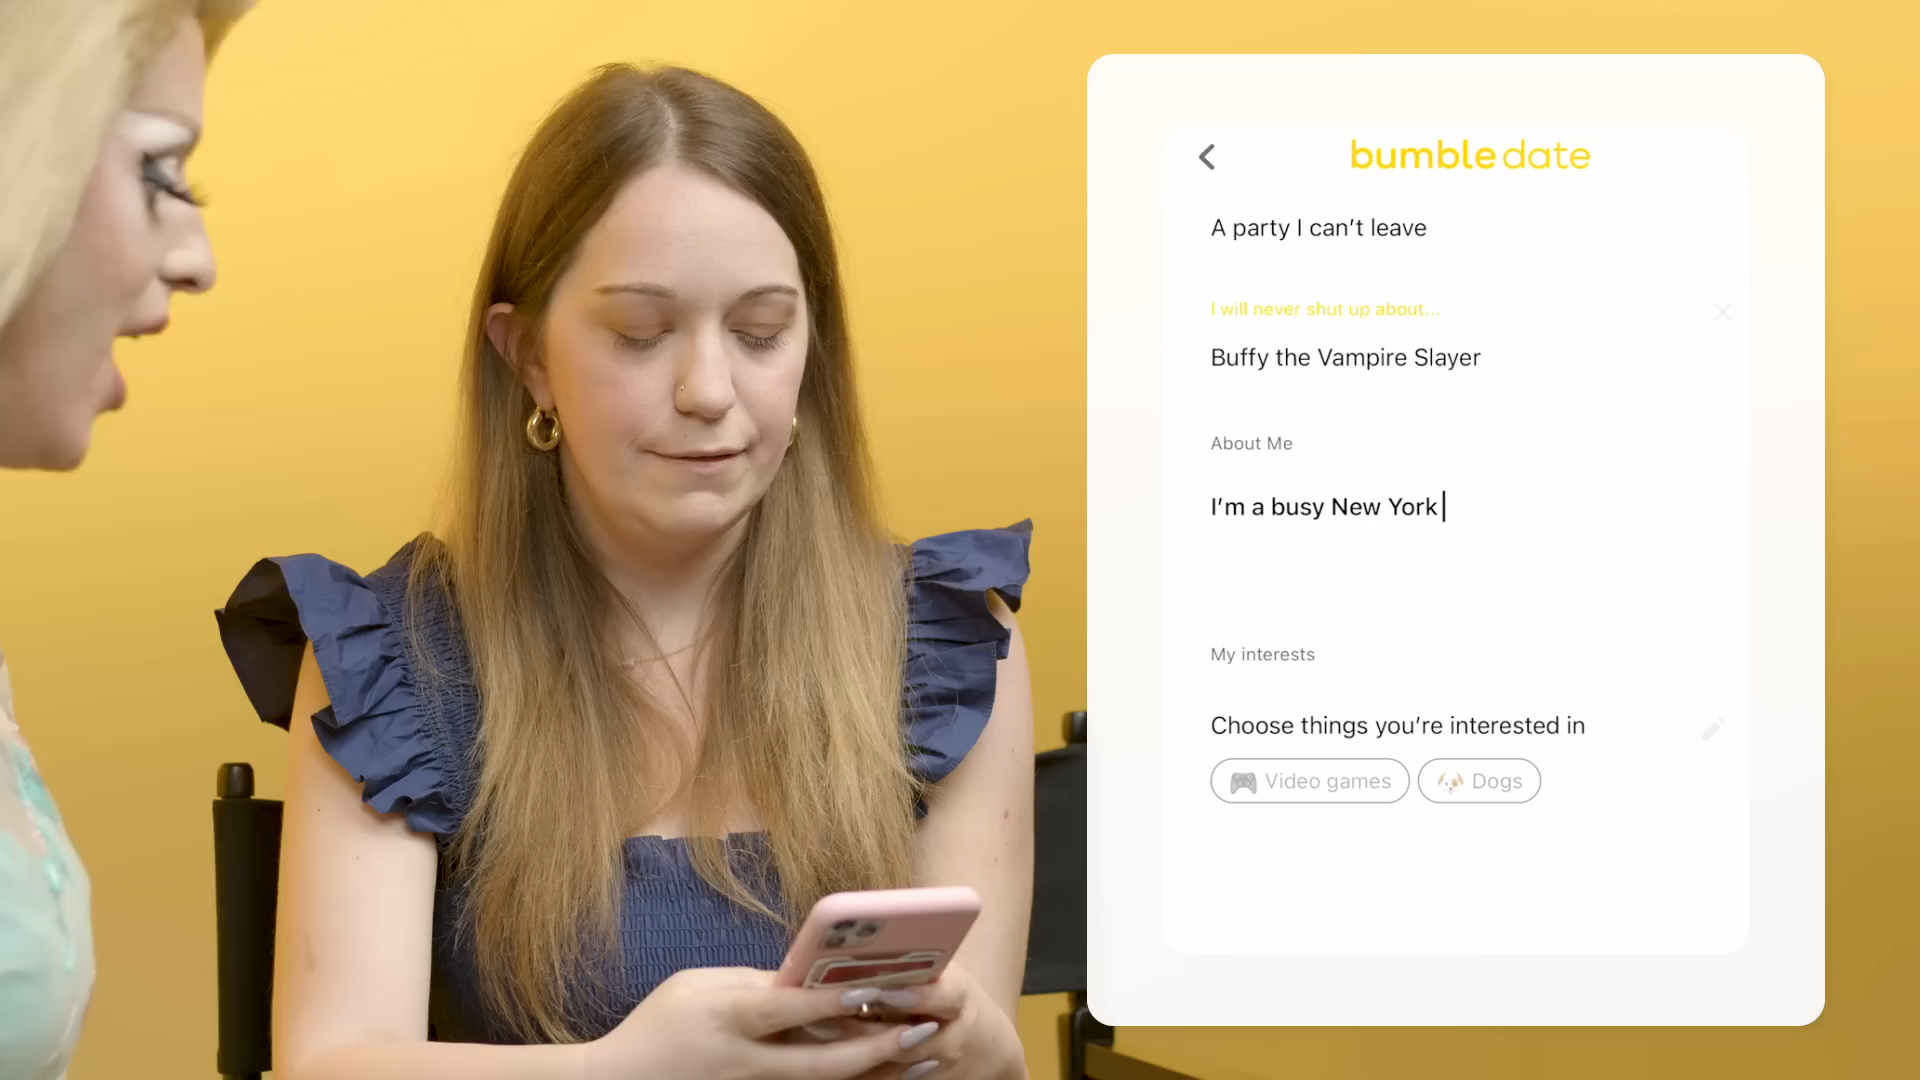 bumble date
A party I can't leave
I will never shut up about...
Buffy the Vampire Slayer
About Me
I'm a busy New York
My interests
Choose things you're interested in
Video games
Dogs